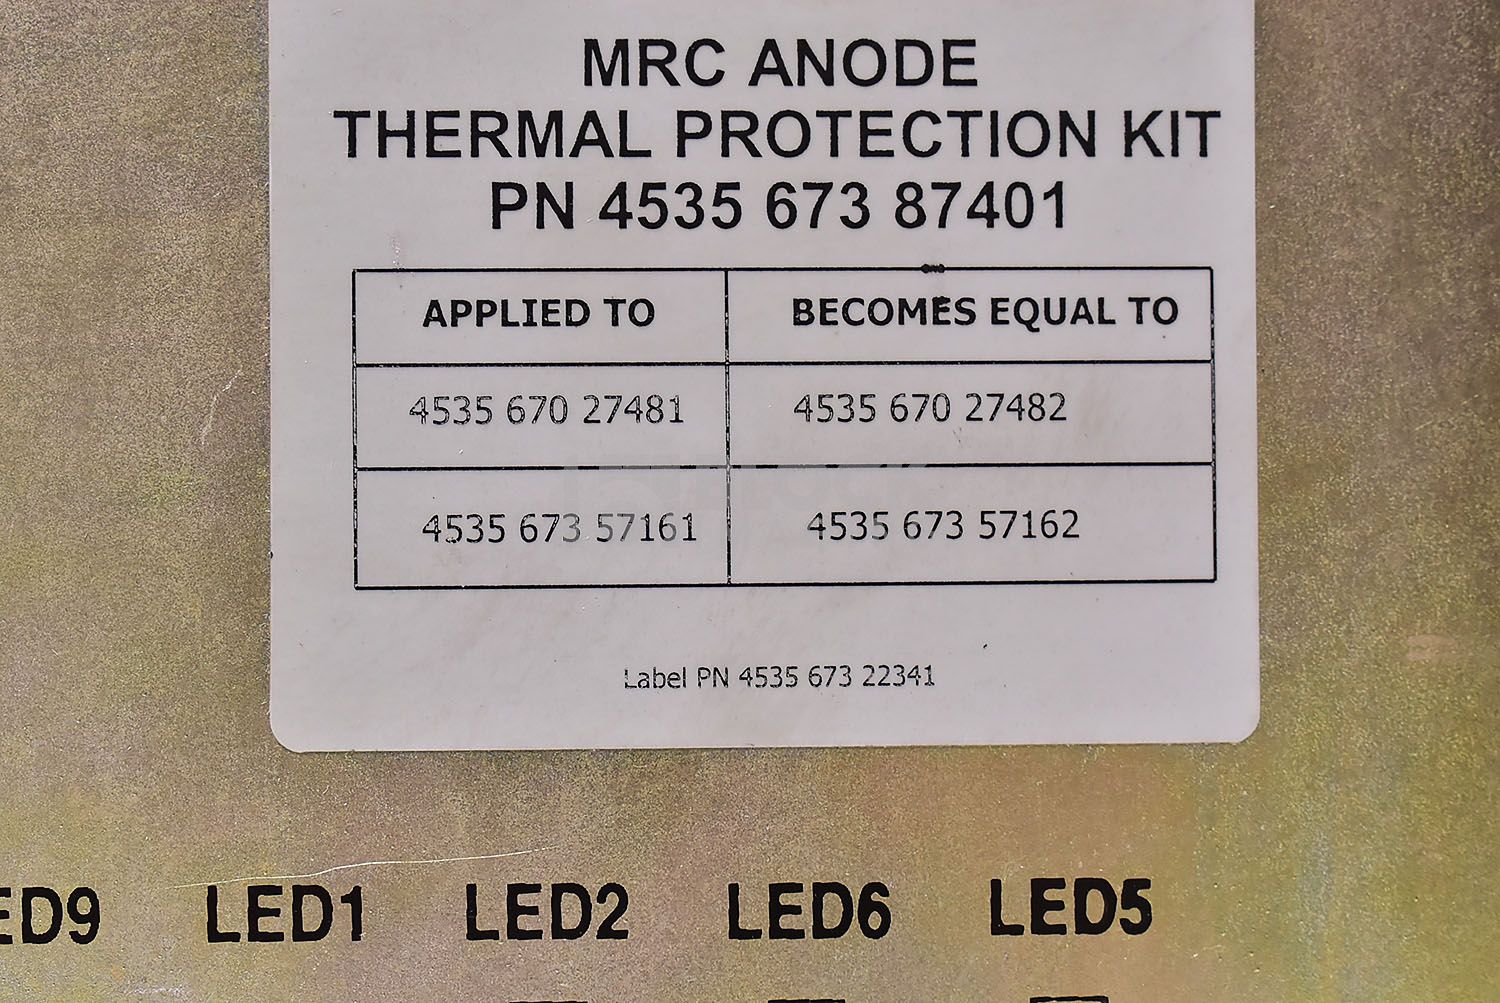 MRC ANODE
THERMAL PROTECTION KIT
PN 4535 673 87401
APPLIED TO BECOMES EQUAL TO
4535 670 27481 4535 670 27482
4535 673 57161 4535 673 57162
Label PN 4535 673 22341
ED9 LED1 LED2 LED6 LED5